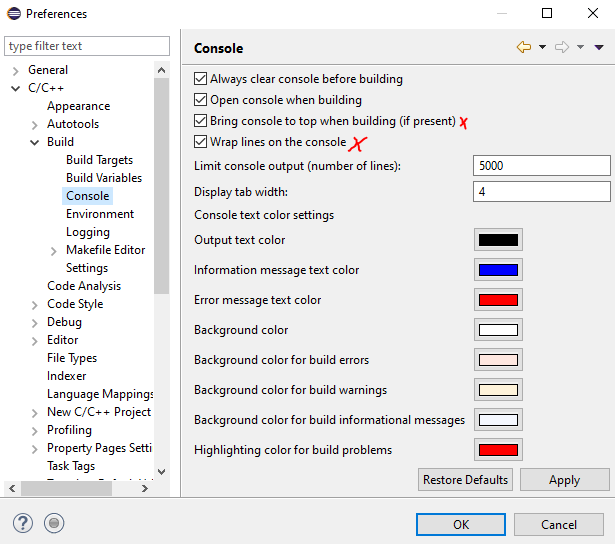 Preferences
type filter text
General
C/C++
Appearance
Autotools
Build
Build Targets
Build Variables
Console
Environment
Logging
Makefile Editor
Settings
Code Analysis
Code Style
Debug
Editor
File Types
Indexer
Language Mappings
New C/C++ Project
Profiling
Property Pages Setti
Task Tags
Console
Always clear console before building
Open console when building
Bring console to top when building (if present) x
Wrap lines on the console X
Limit console output (number of lines): 5000
Display tab width: 4
Console text color settings
Output text color
Information message text color
Error message text color
Background color
Background color for build errors
Background color for build warnings
Background color for build informational messages
Highlighting color for build problems
Restore Defaults Apply
? OK Cancel